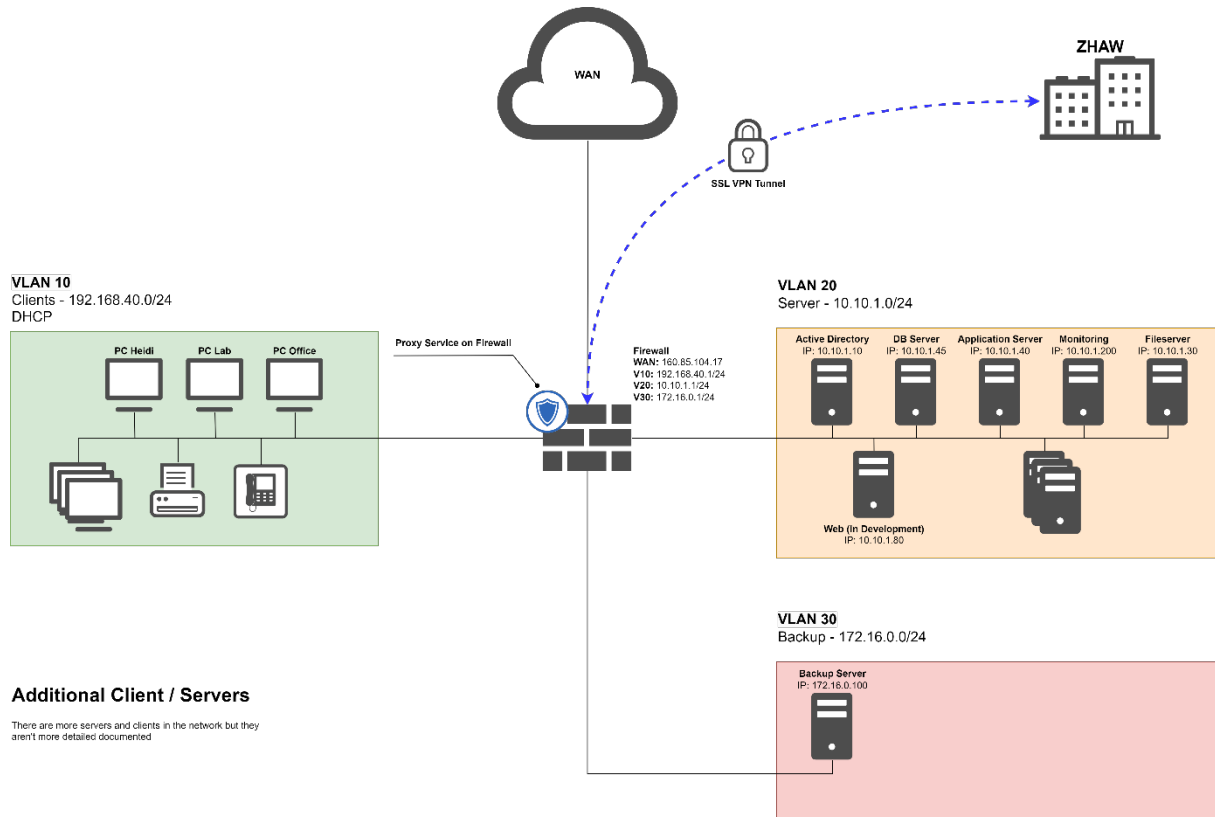 WAN
ZHAW
SSL VPN Tunnel
VLAN 10
Clients - 192.168.40.0/24
DHCP
PC Heidi
PC Lab
PC Office
Proxy Service on Firewall
Firewall
WAN: 160.85.104.17
V10: 192.168.40.1/24
V20: 10.10.1.1/24
V30: 172.16.0.1/24
VLAN 20
Server - 10.10.1.0/24
Active Directory
IP: 10.10.1.10
DB Server
IP: 10.10.1.45
Application Server
IP: 10.10.1.40
Monitoring
IP: 10.10.1.200
Fileserver
IP: 10.10.1.30
Web (In Development)
IP: 10.10.1.80
VLAN 30
Backup - 172.16.0.0/24
Backup Server
IP: 172.16.0.100
Additional Client / Servers
There are more servers and clients in the network but they
aren't more detailed documented